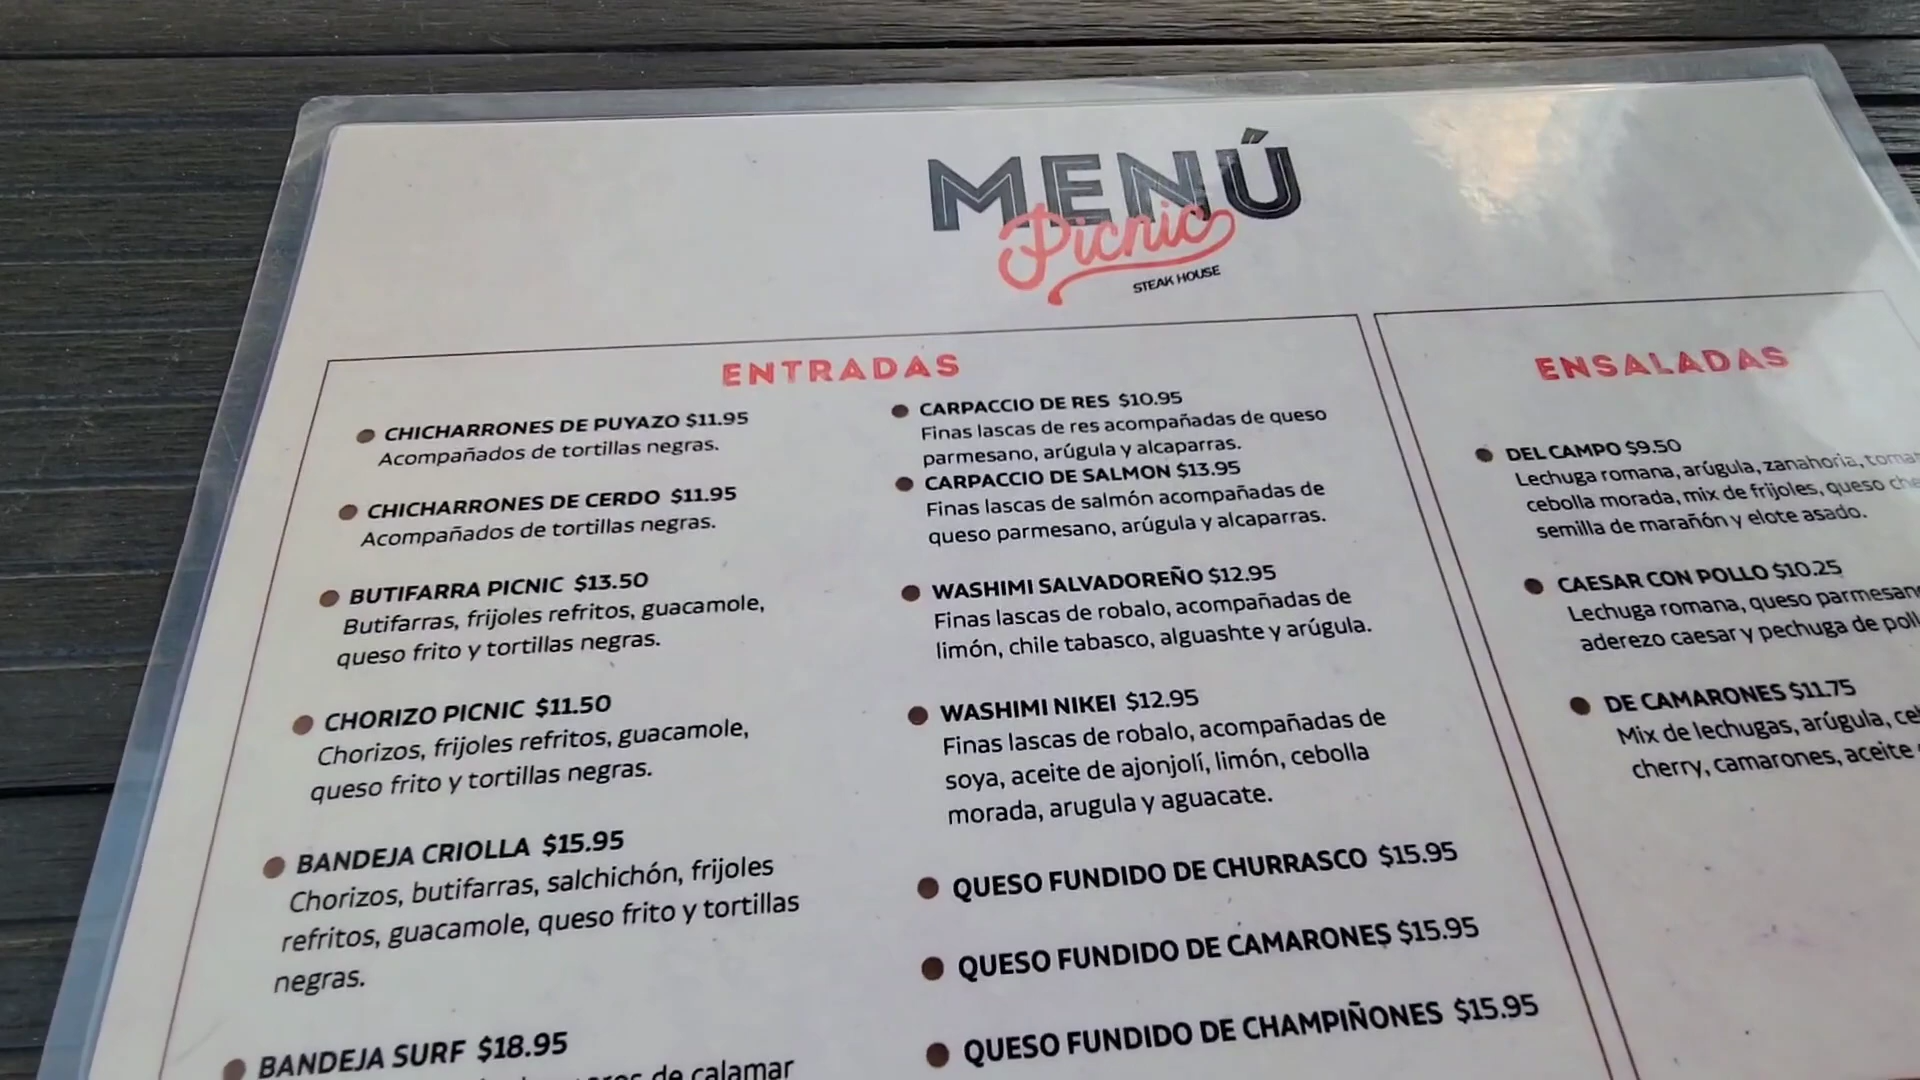 MENÚ
Picnic
STEAK HOUSE
ENTRADAS
CHICHARRONES DE PUYAZO $11.95
Acompañados de tortillas negras.
CHICHARRONES DE CERDO $11.95
Acompañados de tortillas negras.
BUTIFARRA PICNIC $13.50
Butifarras, frijoles refritos, guacamole,
queso frito y tortillas negras.
CHORIZO PICNIC $11.50
Chorizos, frijoles refritos, guacamole,
queso frito y tortillas negras.
BANDEJA CRIOLLA $15.95
Chorizos, butifarras, salchichón, frijoles
refritos, guacamole, queso frito y tortillas
negras.
BANDEJA SURF $18.95
de calamar
CARPACCIO DE RES $10.95
Finas lascas de res acompañadas de queso
parmesano, arúgula y alcaparras.
CARPACCIO DE SALMON $13.95
Finas lascas de salmón acompañadas de
queso parmesano, arúgula y alcaparras.
WASHIMI SALVADOREÑO $12.95
Finas lascas de robalo, acompañadas de
limón, chile tabasco, alguashte y arúgula.
WASHIMI NIKEI $12.95
Finas lascas de robalo, acompañadas de
soya, aceite de ajonjolí, limón, cebolla
morada, arugula y aguacate.
QUESO FUNDIDO DE CHURRASCO $15.95
QUESO FUNDIDO DE CAMARONES $15.95
QUESO FUNDIDO DE CHAMPIÑONES $15.95
ENSALADAS
DEL CAMPO $9.50
Lechuga romana, arúgula, zanahoria,
cebolla morada, mix de frijoles, queso
semilla de marañón y elote asado.
CAESAR CON POLLO $10.25
Lechuga romana, queso
aderezo caesar y pechuga de
DE CAMARONES $11.75
Mix de lechugas, arúgula,
cherry, camarones, aceite